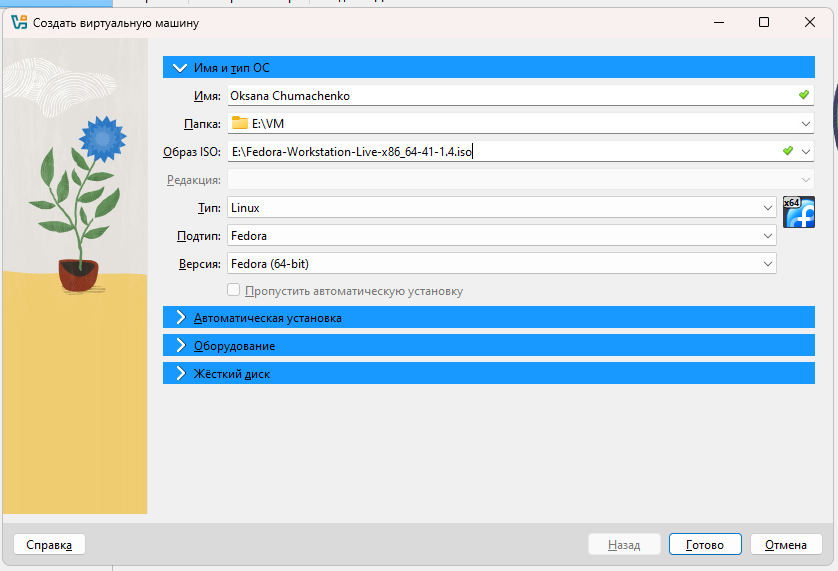 Создать виртуальную машину
Имя и тип ОС
Имя: Oksana Chumachenko
Папка: E:\VM
Образ ISO: E:\Fedora-Workstation-Live-x86_64-41-1.4.iso
Редакция:
Тип: Linux
x64
Подтип: Fedora
Версия: Fedora (64-bit)
Пропустить автоматическую установку
Автоматическая установка
Оборудование
Жёсткий диск
Справка Назад Готово Отмена